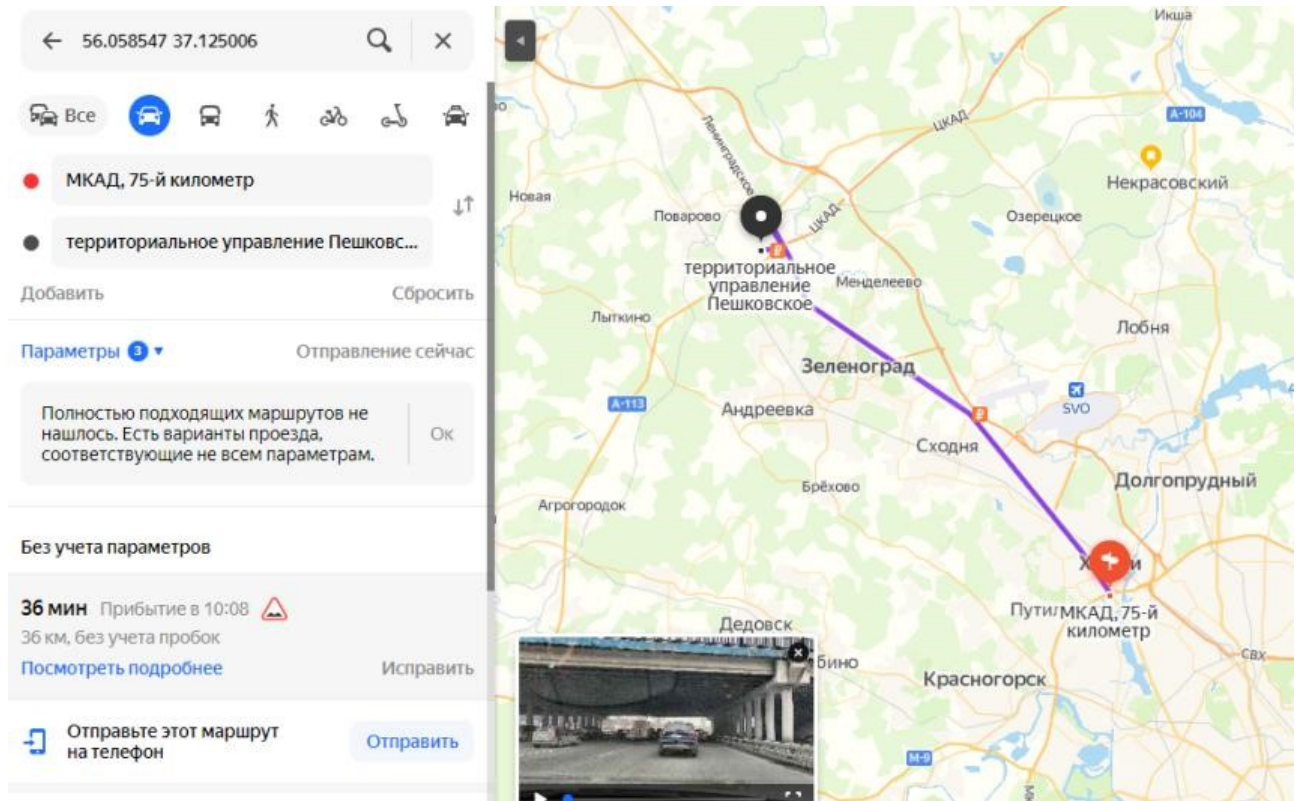 56.058547 37.125006
Все
МКАД, 75-й километр
территориальное управление Пешковс...
Добавить
Сбросить
Параметры 3
Отправление сейчас
Полностью подходящих маршрутов не
нашлось. Есть варианты проезда,
соответствующие не всем параметрам.
Ок
Без учета параметров
36 мин Прибытие в 10:08
36 км, без учета пробок
Посмотреть подробнее
Исправить
Отправьте этот маршрут
на телефон
Отправить
Икша
ЦКАД
А-104
Ленинградское
Некрасовский
Новая
Поварово
ЦКАД
Озерецкое
территориальное
управление
Пешковское
Менделеево
Лыткино
Лобня
Зеленоград
А-113
Андреевка
SVO
Сходня
Долгопрудный
Брёхово
Агрогородок
МКАД, 75-й
километр
Дедовск
СВХ
Красногорск
М-9